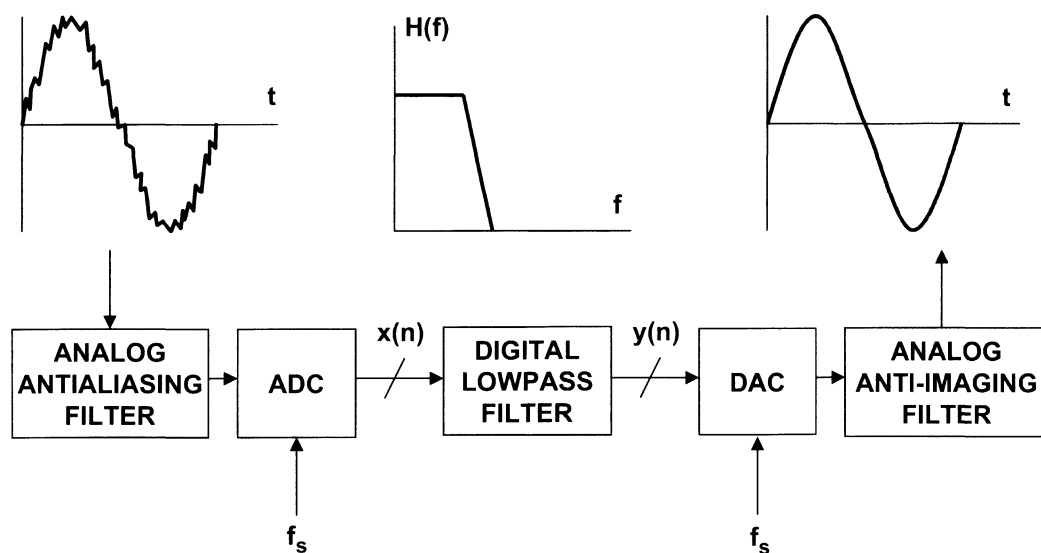 t
H(f)
f
t
ANALOG
ANTIALIASING
FILTER
ADC
x(n)
DIGITAL
LOWPASS
FILTER
y(n)
DAC
ANALOG
ANTI-IMAGING
FILTER
fs
fs